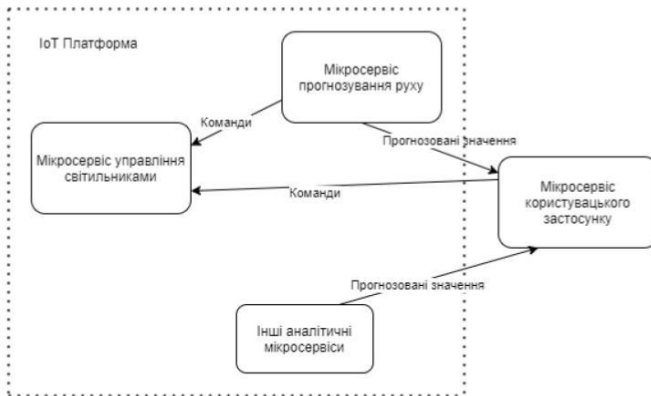 IoT Платформа
Мікросервіс
прогнозування руху
Команди
Прогнозовані значення
Мікросервіс управління
світильниками
Мікросервіс
користувацького
застосунку
Команди
Прогнозовані значення
Інші аналітичні
мікросервіси